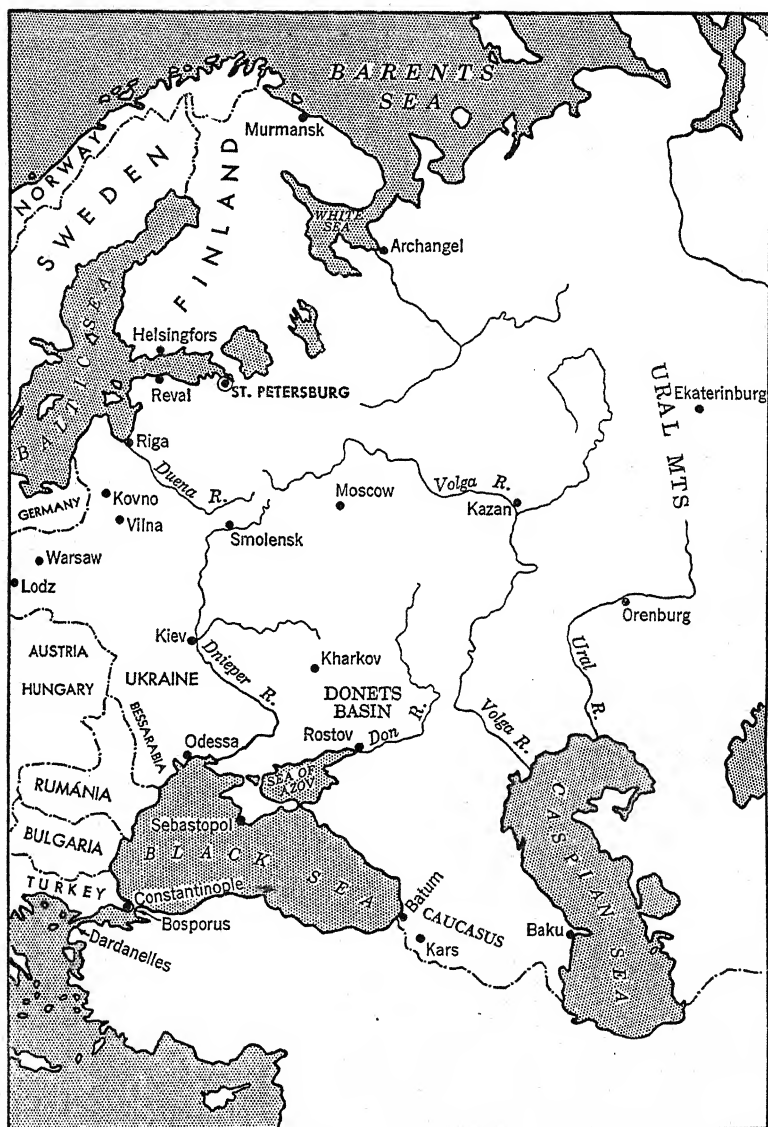 BARENTS
SEA
Murmansk
NORWAY
SWEDEN
FINLAND
WHITE
SEA
Archangel
BALTIC SEA
Helsingfors
Reval
ST. PETERSBURG
URAL MTS
Ekaterinburg
Riga
Duena R.
Volga R.
Kazan
Moscow
GERMANY
Kovno
Vilna
Smolensk
Warsaw
Lodz
Orenburg
AUSTRIA
HUNGARY
Kiev
Dnieper R.
UKRAINE
Kharkov
DONETS
BASIN
Ural R.
BESSARABIA
Odessa
Rostov
Don R.
Volga R.
SEA OF
AZOV
RUMÁNIA
Sebastopol
BULGARIA
BLACK SEA
CASPIAN SEA
TURKEY
Constantinople
Bosporus
Dardanelles
Batum
CAUCASUS
Kars
Baku